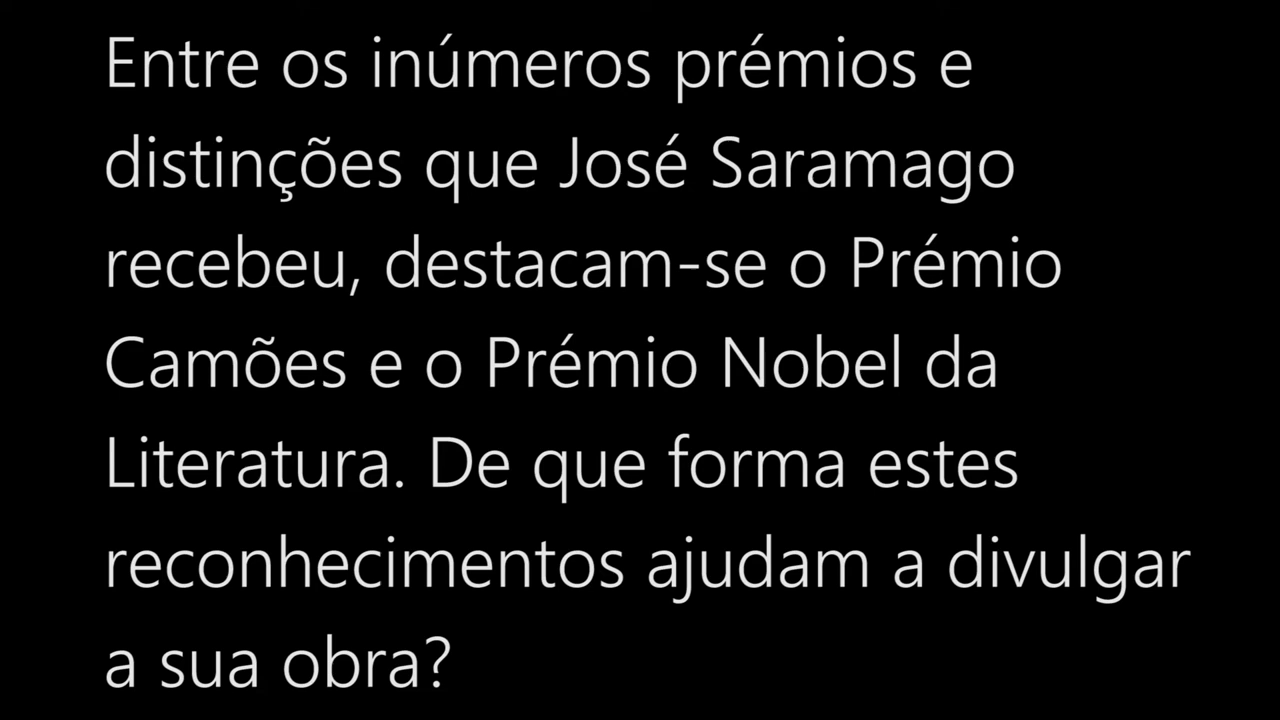 Entre os inúmeros prémios e
distinções que José Saramago
recebeu, destacam-se o Prémio
Camões e o Prémio Nobel da
Literatura. De que forma estes
reconhecimentos ajudam a divulgar
a sua obra?